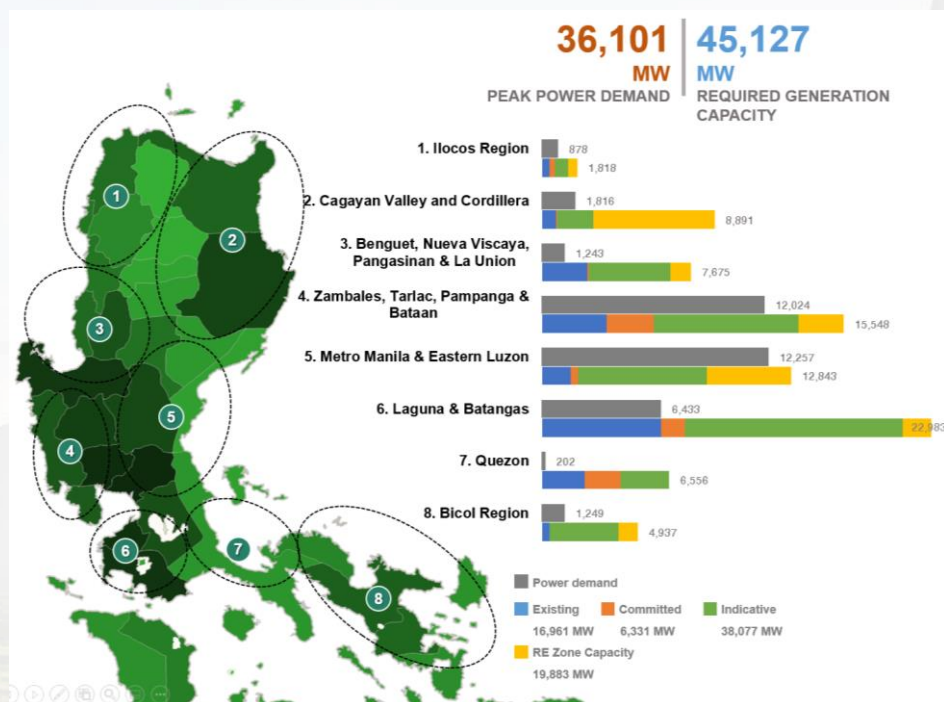 36,101
MW
PEAK POWER DEMAND
45,127
MW
REQUIRED GENERATION
CAPACITY
1. Ilocos Region
878
1,818
2. Cagayan Valley and Cordillera
1,816
8,891
3. Benguet, Nueva Viscaya,
Pangasinan & La Union
1,243
7,675
4. Zambales, Tarlac, Pampanga &
Bataan
12,024
15,548
5. Metro Manila & Eastern Luzon
12,257
12,843
6. Laguna & Batangas
6,433
22,983
7. Quezon
202
6,556
8. Bicol Region
1,249
4,937
Power demand
Existing
16,961 MW
Committed
6,331 MW
Indicative
38,077 MW
RE Zone Capacity
19,883 MW
1
2
3
4
5
6
7
8